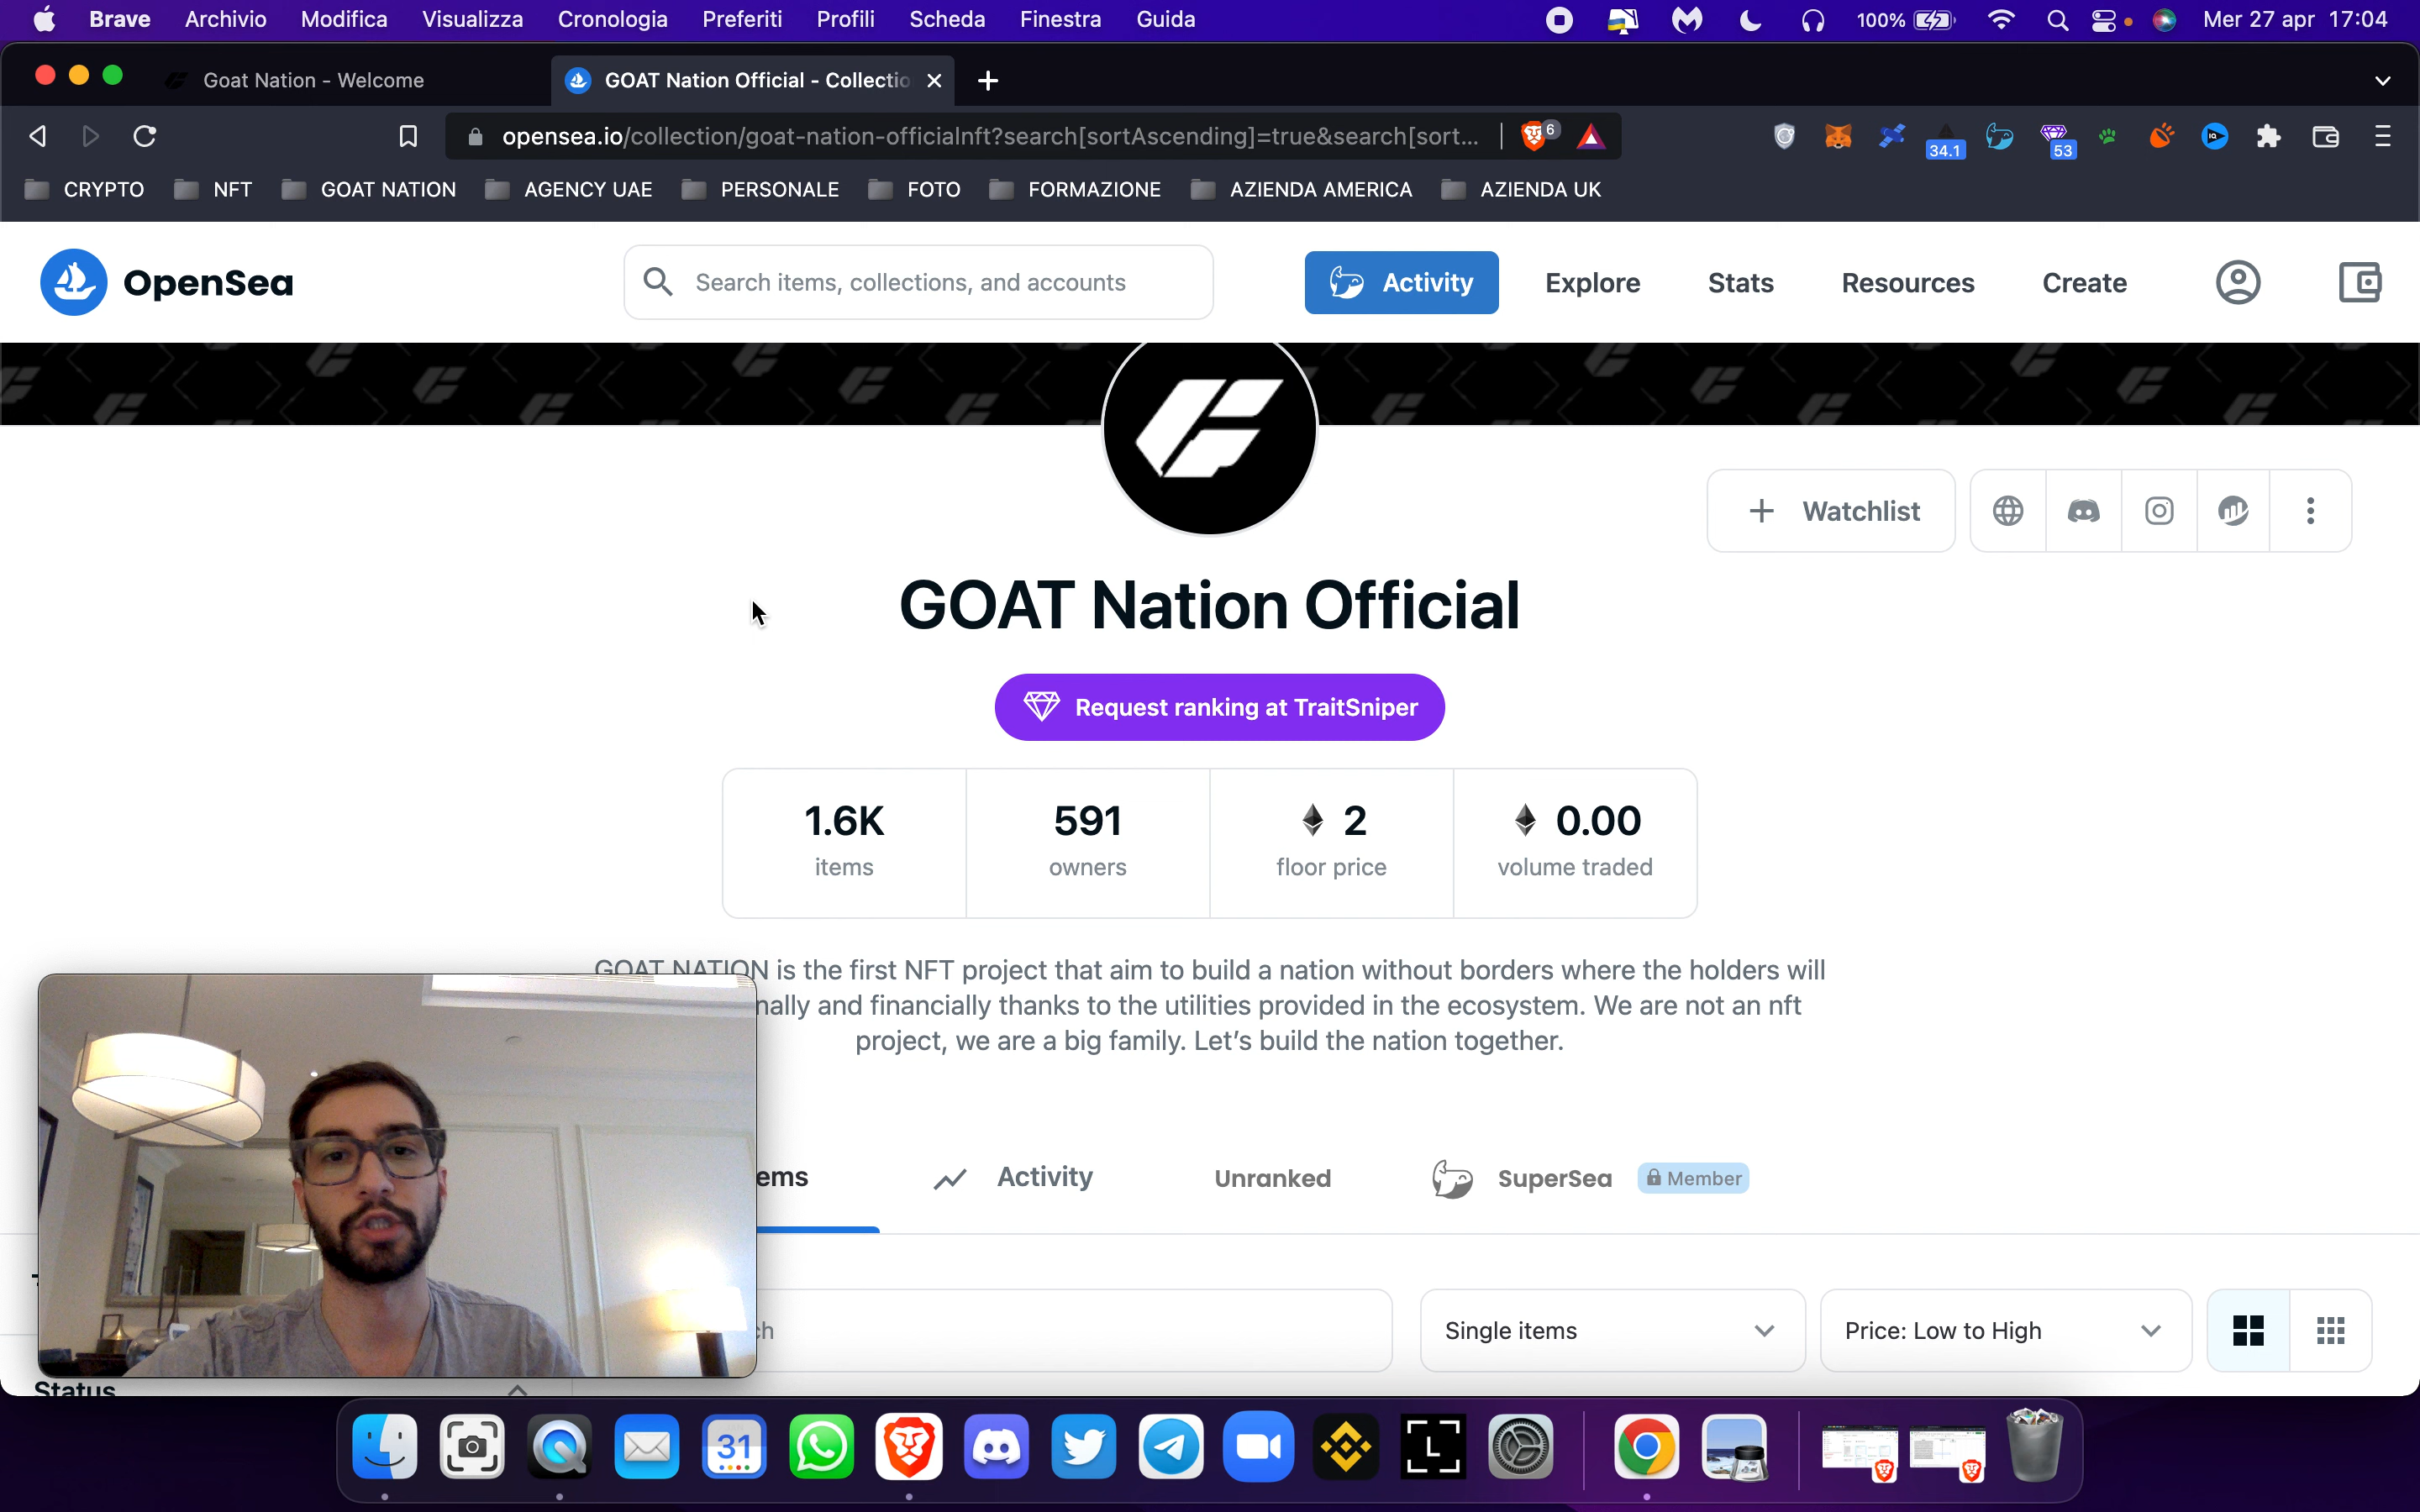 Brave Archivio Modifica Visualizza Cronologia Preferiti Profili Scheda Finestra Guida 100% Mer 27 apr 17:04
Goat Nation - Welcome GOAT Nation Official - Collectio
opensea.io/collection/goat-nation-officialnft?search[sortAscending]=true&search[sort... 6 34.1 53
CRYPTO NFT GOAT NATION AGENCY UAE PERSONALE FOTO FORMAZIONE AZIENDA AMERICA AZIENDA UK
OpenSea Search items, collections, and accounts Activity Explore Stats Resources Create
Watchlist
GOAT Nation Official
Request ranking at TraitSniper
1.6K 591 2 0.00
items owners floor price volume traded
GOAT NATION is the first NFT project that aim to build a nation without borders where the holders will
nally and financially thanks to the utilities provided in the ecosystem. We are not an nft
project, we are a big family. Let's build the nation together.
ems Activity Unranked SuperSea Member
ch Single items Price: Low to High
Status
31
L